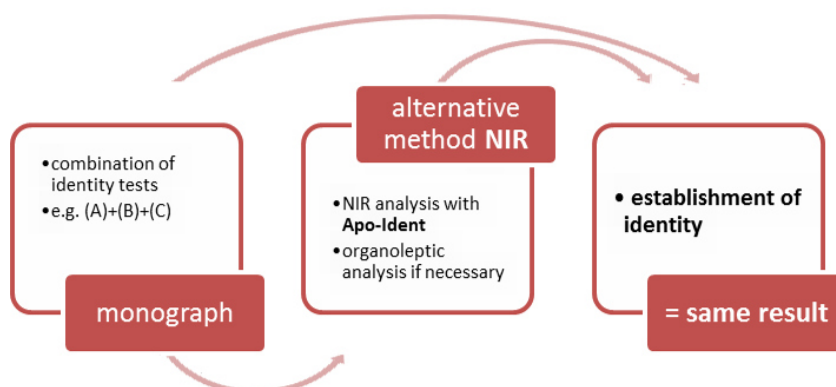 •combination of
identity tests
•e.g. (A)+(B)+(C)
monograph
alternative
method NIR
•NIR analysis with
Apo-Ident
•organoleptic
analysis if necessary
• establishment of
identity
= same result